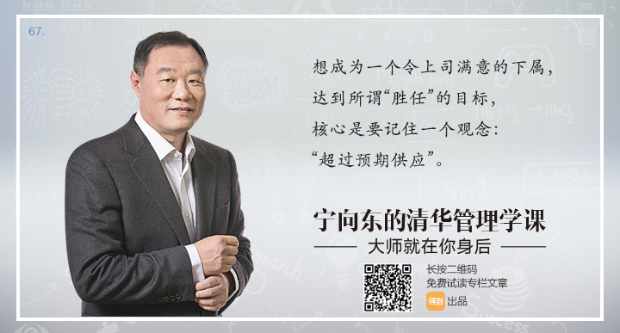 67.
想成为一个令上司满意的下属，
达到所谓“胜任”的目标，
核心是要记住一个观念：
“超过预期供应”。
宁向东的清华管理学课
大师就在你身后
长按二维码
免费试读专栏文章
得到 出品